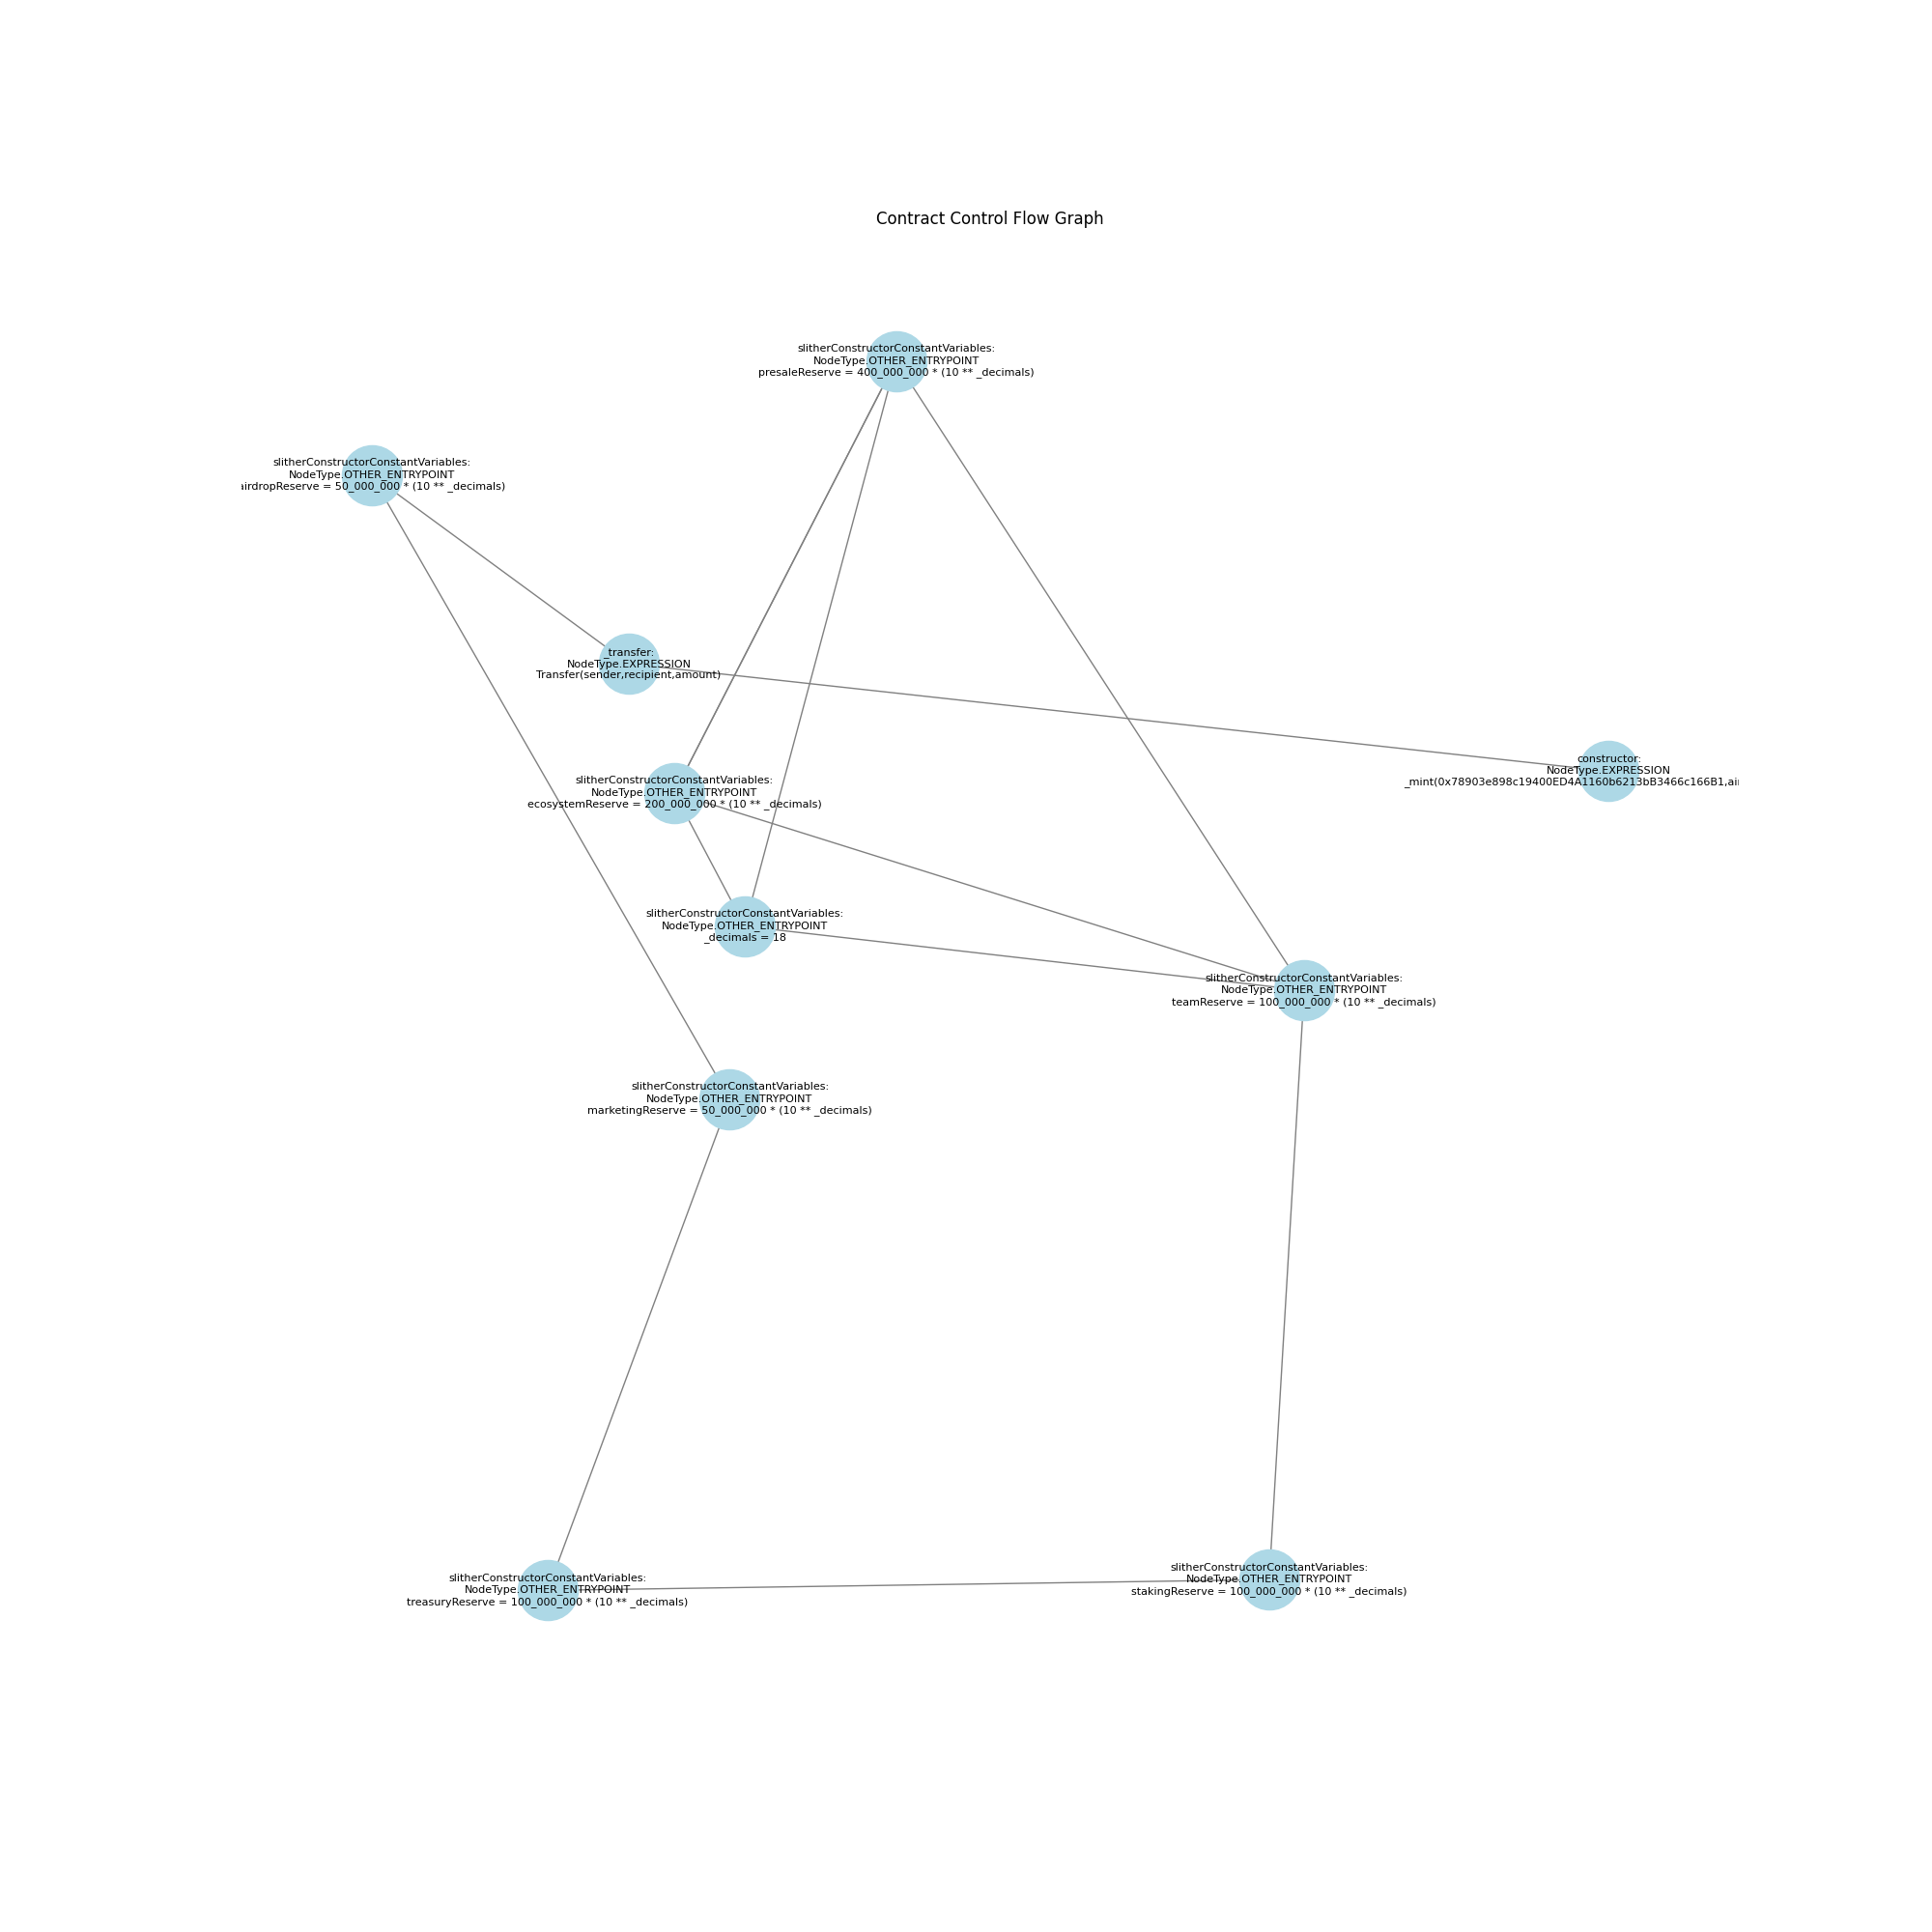 Contract Control Flow Graph
slitherConstructorConstantVariables:
NodeType.OTHER_ENTRYPOINT
presaleReserve = 400_000_000 * (10 ** _decimals)
slitherConstructorConstantVariables:
NodeType.OTHER_ENTRYPOINT
airdropReserve = 50_000_000 * (10 ** _decimals)
_transfer:
NodeType.EXPRESSION
Transfer(sender,recipient,amount)
constructor:
NodeType.EXPRESSION
_mint(0x78903e898c19400ED4A1160b6213bB3466c166B1,air
slitherConstructorConstantVariables:
NodeType.OTHER_ENTRYPOINT
ecosystemReserve = 200_000_000 * (10 ** _decimals)
slitherConstructorConstantVariables:
NodeType.OTHER_ENTRYPOINT
_decimals = 18
slitherConstructorConstantVariables:
NodeType.OTHER_ENTRYPOINT
teamReserve = 100_000_000 * (10 ** _decimals)
slitherConstructorConstantVariables:
NodeType.OTHER_ENTRYPOINT
marketingReserve = 50_000_000 * (10 ** _decimals)
slitherConstructorConstantVariables:
NodeType.OTHER_ENTRYPOINT
stakingReserve = 100_000_000 * (10 ** _decimals)
slitherConstructorConstantVariables:
NodeType.OTHER_ENTRYPOINT
treasuryReserve = 100_000_000 * (10 ** _decimals)